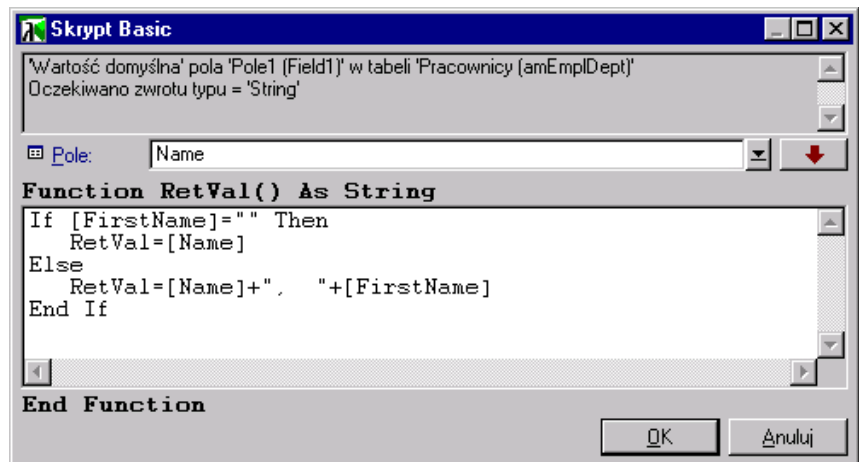 Skrypt Basic
'Wartość domyślna' pola 'Pole1 (Field1)' w tabeli 'Pracownicy (amEmplDept)'
Oczekiwano zwrotu typu = 'String'
Pole: Name
Function RetVal() As String
If [FirstName]="" Then
   RetVal=[Name]
Else
   RetVal=[Name]+",  "+[FirstName]
End If
End Function
OK Anuluj